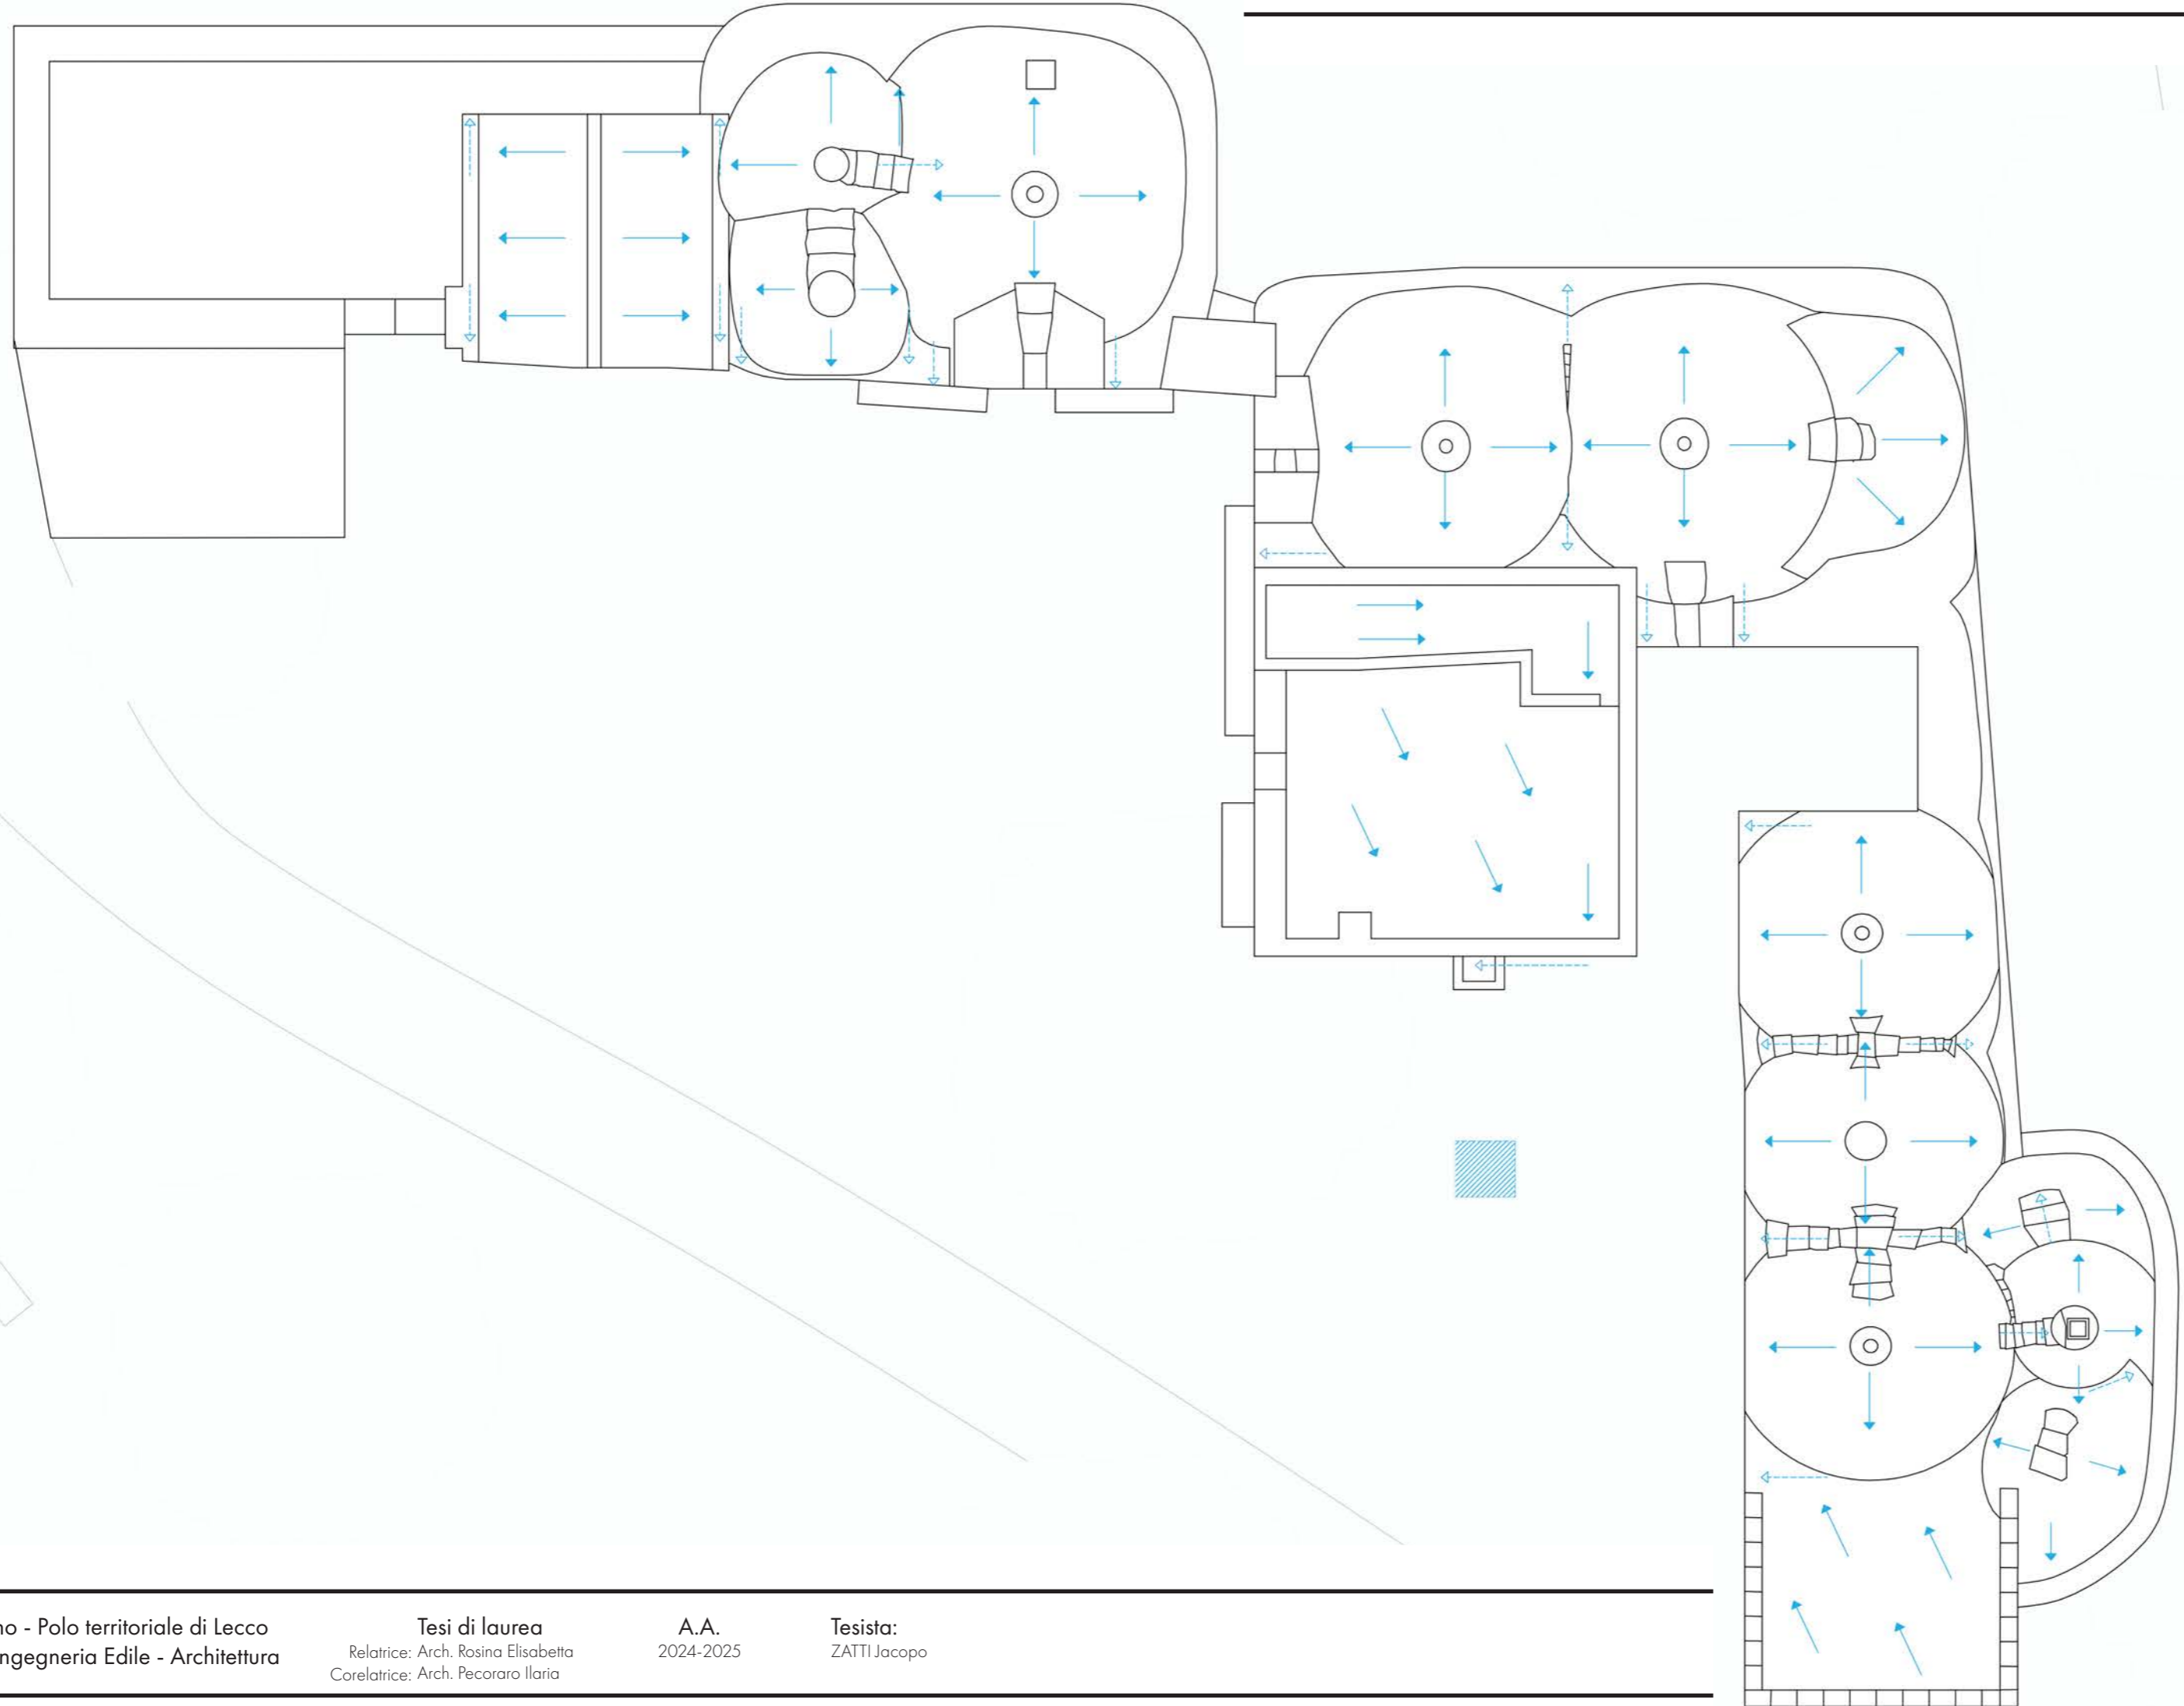 no - Polo territoriale di Lecco
ngegneria Edile - Architettura
Tesi di laurea
Relatrice: Arch. Rosina Elisabetta
Corelatrice: Arch. Pecoraro Ilaria
A.A.
2024-2025
Tesista:
ZATTI Jacopo